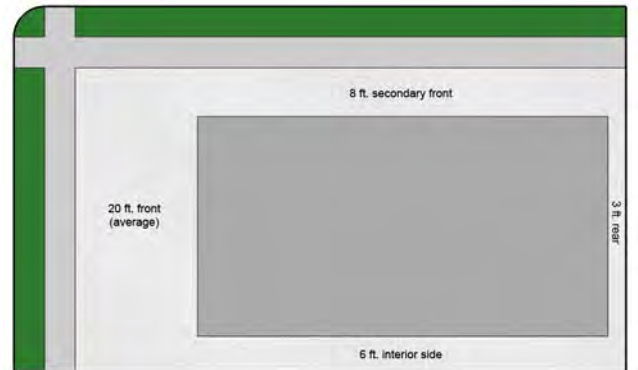 8 ft. secondary front
20 ft. front
(average)
3 ft. rear
6 ft. interior side